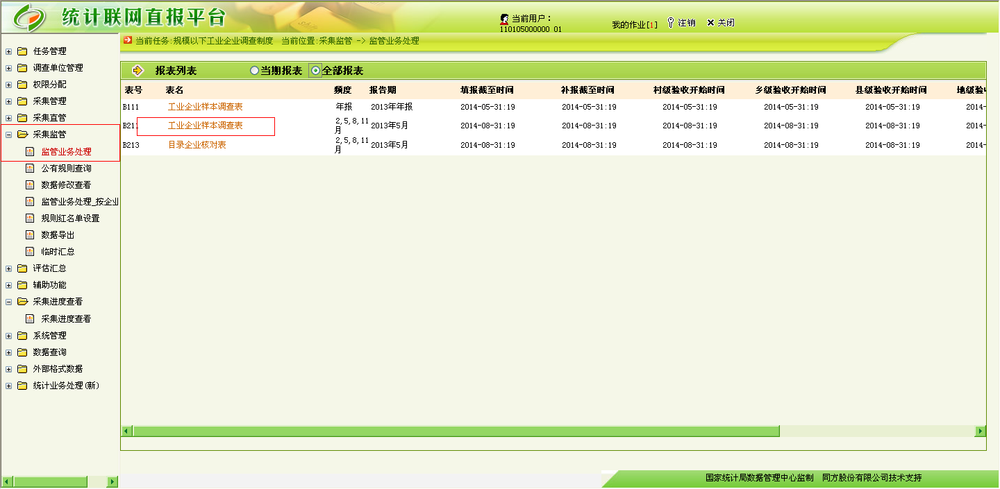 统计联网直报平台
当前用户：
110105000000_01
我的作业[1]
注销
关闭
当前任务:规模以下工业企业调查制度 当前位置:采集监管 -> 监管业务处理
任务管理
调查单位管理
权限分配
采集管理
采集直管
采集监管
监管业务处理
公有规则查询
数据修改查看
监管业务处理_按企业
规则红名单设置
数据导出
临时汇总
评估汇总
辅助功能
采集进度查看
采集进度查看
系统管理
数据查询
外部格式数据
统计业务处理(新)
报表列表 当期报表 全部报表
表号 表名 频度 报告期 填报截至时间 补报截至时间 村级验收开始时间 乡级验收开始时间 县级验收开始时间 地级验
B111 工业企业样本调查表 年报 2013年年报 2014-05-31:19 2014-05-31:19 2014-05-31:19 2014-05-31:19 2014-05-31:19 2014-
B211 工业企业样本调查表 2,5,8,11月 2013年5月 2014-08-31:19 2014-08-31:19 2014-08-31:19 2014-08-31:19 2014-08-31:19 2014-
B213 目录企业核对表 2,5,8,11月 2013年5月 2014-08-31:19 2014-08-31:19 2014-08-31:19 2014-08-31:19 2014-08-31:19 2014-
国家统计局数据管理中心监制 同方股份有限公司技术支持